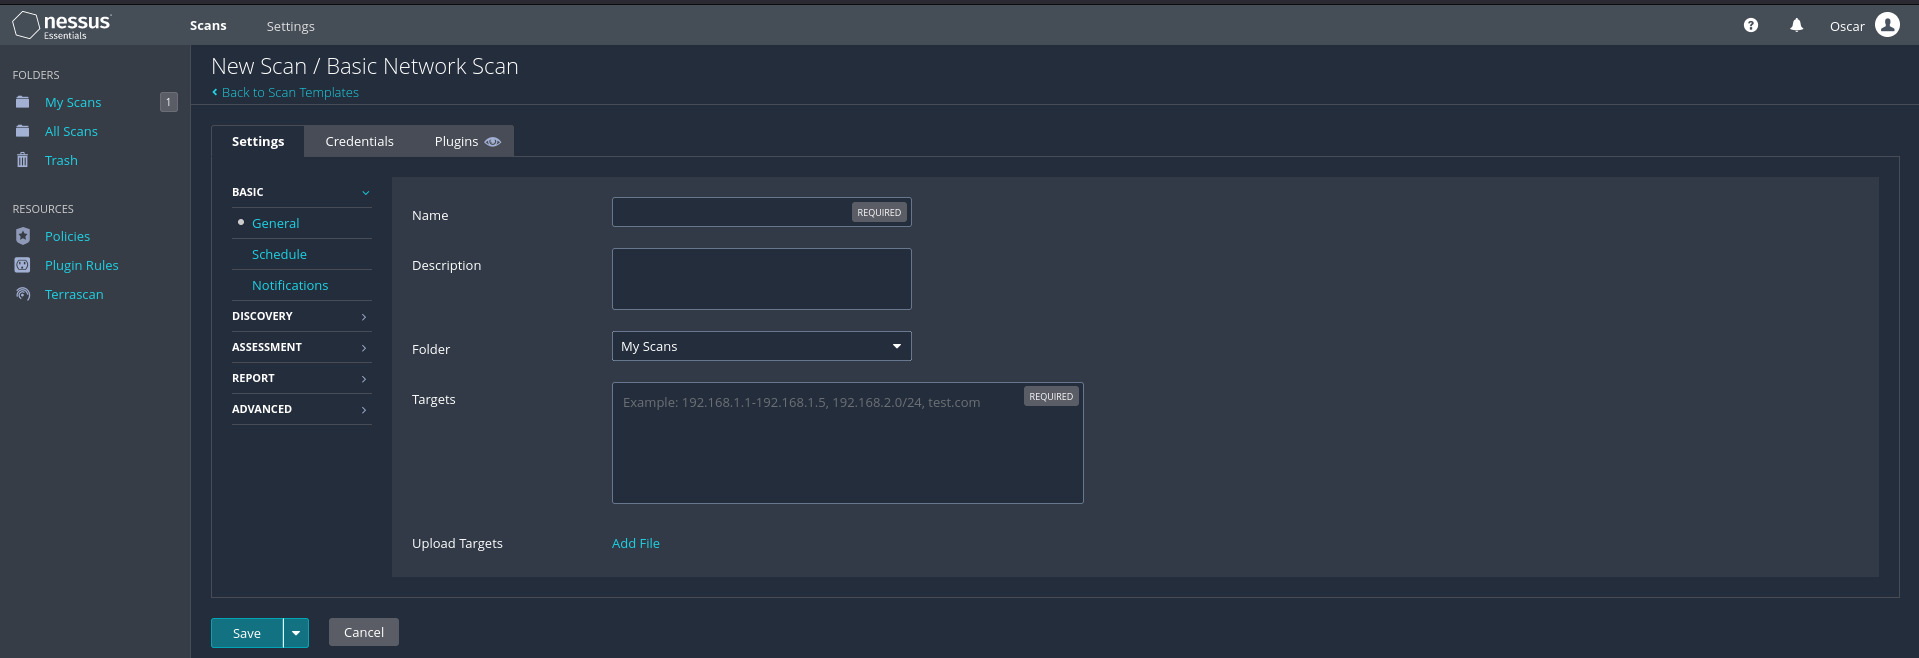 nessus
Essentials
Scans
Settings
Oscar
FOLDERS
My Scans
1
All Scans
Trash
RESOURCES
Policies
Plugin Rules
Terrascan
New Scan / Basic Network Scan
Back to Scan Templates
Settings
Credentials
Plugins
BASIC
General
Schedule
Notifications
DISCOVERY
ASSESSMENT
REPORT
ADVANCED
Name
REQUIRED
Description
Folder
My Scans
Targets
Example: 192.168.1.1-192.168.1.5, 192.168.2.0/24, test.com
REQUIRED
Upload Targets
Add File
Save
Cancel